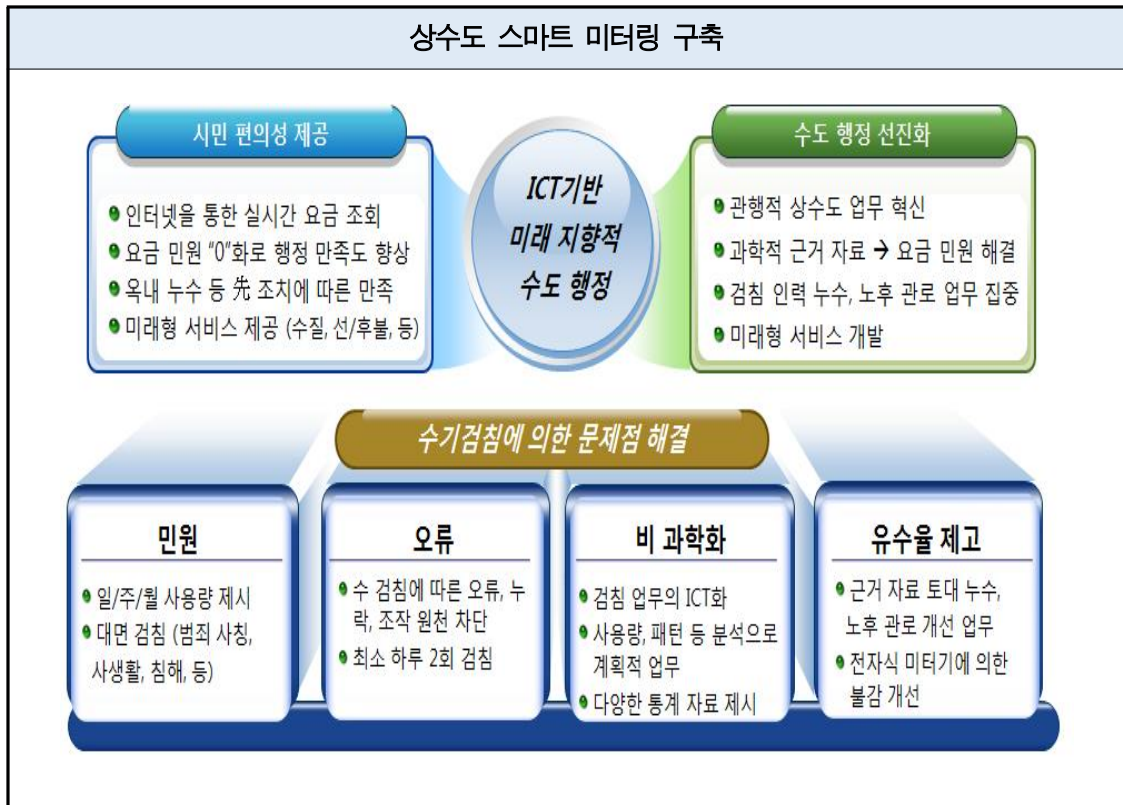 상수도 스마트 미터링 구축
시민 편의성 제공
인터넷을 통한 실시간 요금 조회
요금 민원 “0”화로 행정 만족도 향상
옥내 누수 등 先 조치에 따른 만족
미래형 서비스 제공 (수질, 선/후불, 등)
ICT기반
미래 지향적
수도 행정
수도 행정 선진화
관행적 상수도 업무 혁신
과학적 근거 자료 → 요금 민원 해결
검침 인력 누수, 노후 관로 업무 집중
미래형 서비스 개발
수기검침에 의한 문제점 해결
민원
일/주/월 사용량 제시
대면 검침 (범죄 사칭,
사생활, 침해, 등)
오류
수 검침에 따른 오류, 누
락, 조작 원천 차단
최소 하루 2회 검침
비 과학화
검침 업무의 ICT화
사용량, 패턴 등 분석으로
계획적 업무
다양한 통계 자료 제시
유수율 제고
근거 자료 토대 누수,
노후 관로 개선 업무
전자식 미터기에 의한
불감 개선